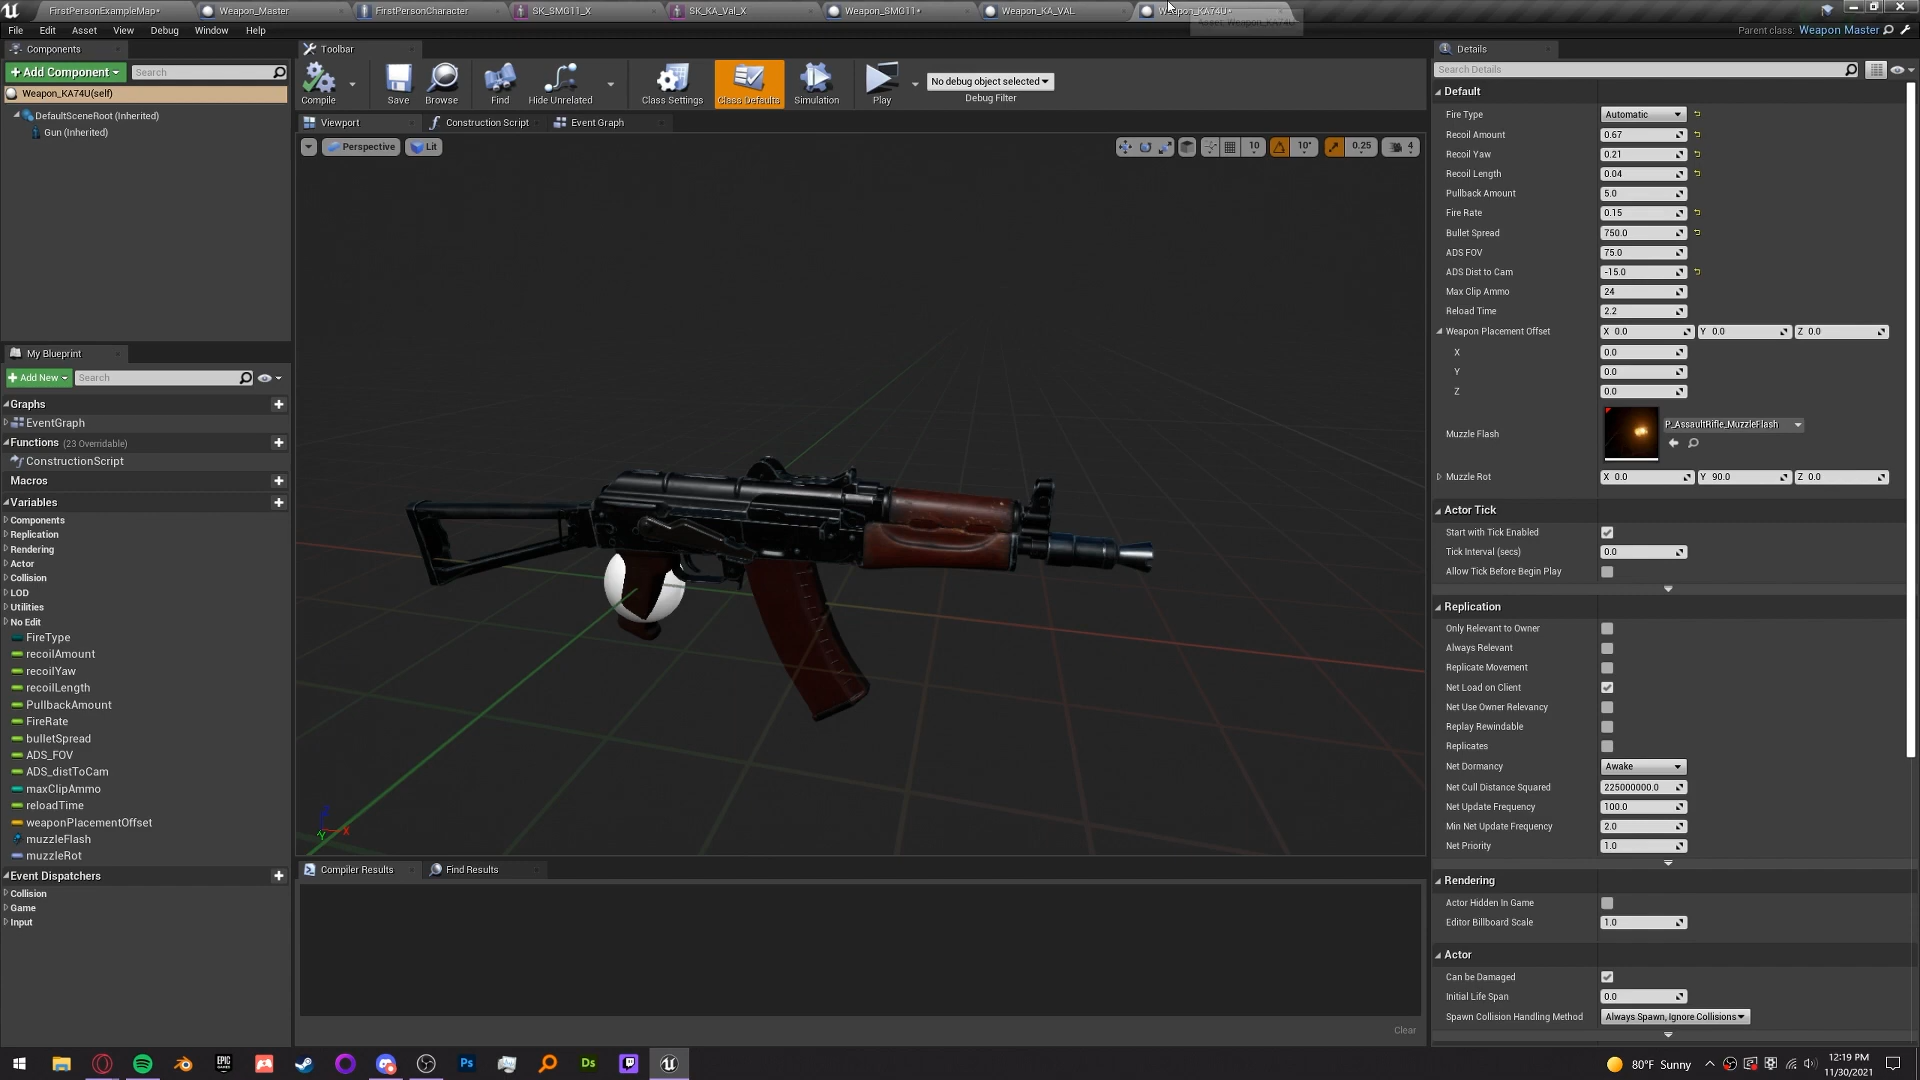 FirstPersonExampleMap•
Weapon_Master
FirstPersonCharacter
SK_SMG11_X
SK_KA_Val_X
Weapon_SMG11•
Weapon_KA_VAL
Weapon_KA74U•
File Edit Asset View Debug Window Help
Parent class: Weapon Master
Components
Add Component
Search
Weapon_KA74U(self)
DefaultSceneRoot (Inherited)
Gun (Inherited)
My Blueprint
Add New
Search
Graphs
EventGraph
Functions (23 Overridable)
ConstructionScript
Macros
Variables
Components
Replication
Rendering
Actor
Collision
LOD
Utilities
No Edit
FireType
recoilAmount
recoilYaw
recoilLength
PullbackAmount
FireRate
bulletSpread
ADS_FOV
ADS_distToCam
maxClipAmmo
reloadTime
weaponPlacementOffset
muzzleFlash
muzzleRot
Event Dispatchers
Collision
Game
Input
Toolbar
Compile
Save
Browse
Find
Hide Unrelated
Class Settings
Class Defaults
Simulation
Play
No debug object selected
Debug Filter
Viewport
Construction Script
Event Graph
Perspective
Lit
10
10°
0.25
4
Z
X
Y
Compiler Results
Find Results
Clear
Details
Search Details
Default
Fire Type Automatic
Recoil Amount 0.67
Recoil Yaw 0.21
Recoil Length 0.04
Pullback Amount 5.0
Fire Rate 0.15
Bullet Spread 750.0
ADS FOV 75.0
ADS Dist to Cam -15.0
Max Clip Ammo 24
Reload Time 2.2
Weapon Placement Offset X 0.0 Y 0.0 Z 0.0
X 0.0
Y 0.0
Z 0.0
Muzzle Flash P_AssaultRifle_MuzzleFlash
Muzzle Rot X 0.0 Y 90.0 Z 0.0
Actor Tick
Start with Tick Enabled
Tick Interval (secs) 0.0
Allow Tick Before Begin Play
Replication
Only Relevant to Owner
Always Relevant
Replicate Movement
Net Load on Client
Net Use Owner Relevancy
Replay Rewindable
Replicates
Net Dormancy Awake
Net Cull Distance Squared 225000000.0
Net Update Frequency 100.0
Min Net Update Frequency 2.0
Net Priority 1.0
Rendering
Actor Hidden In Game
Editor Billboard Scale 1.0
Actor
Can be Damaged
Initial Life Span 0.0
Spawn Collision Handling Method Always Spawn, Ignore Collisions
EPIC GAMES
Ps
Ds
80°F Sunny
12:19 PM
11/30/2021